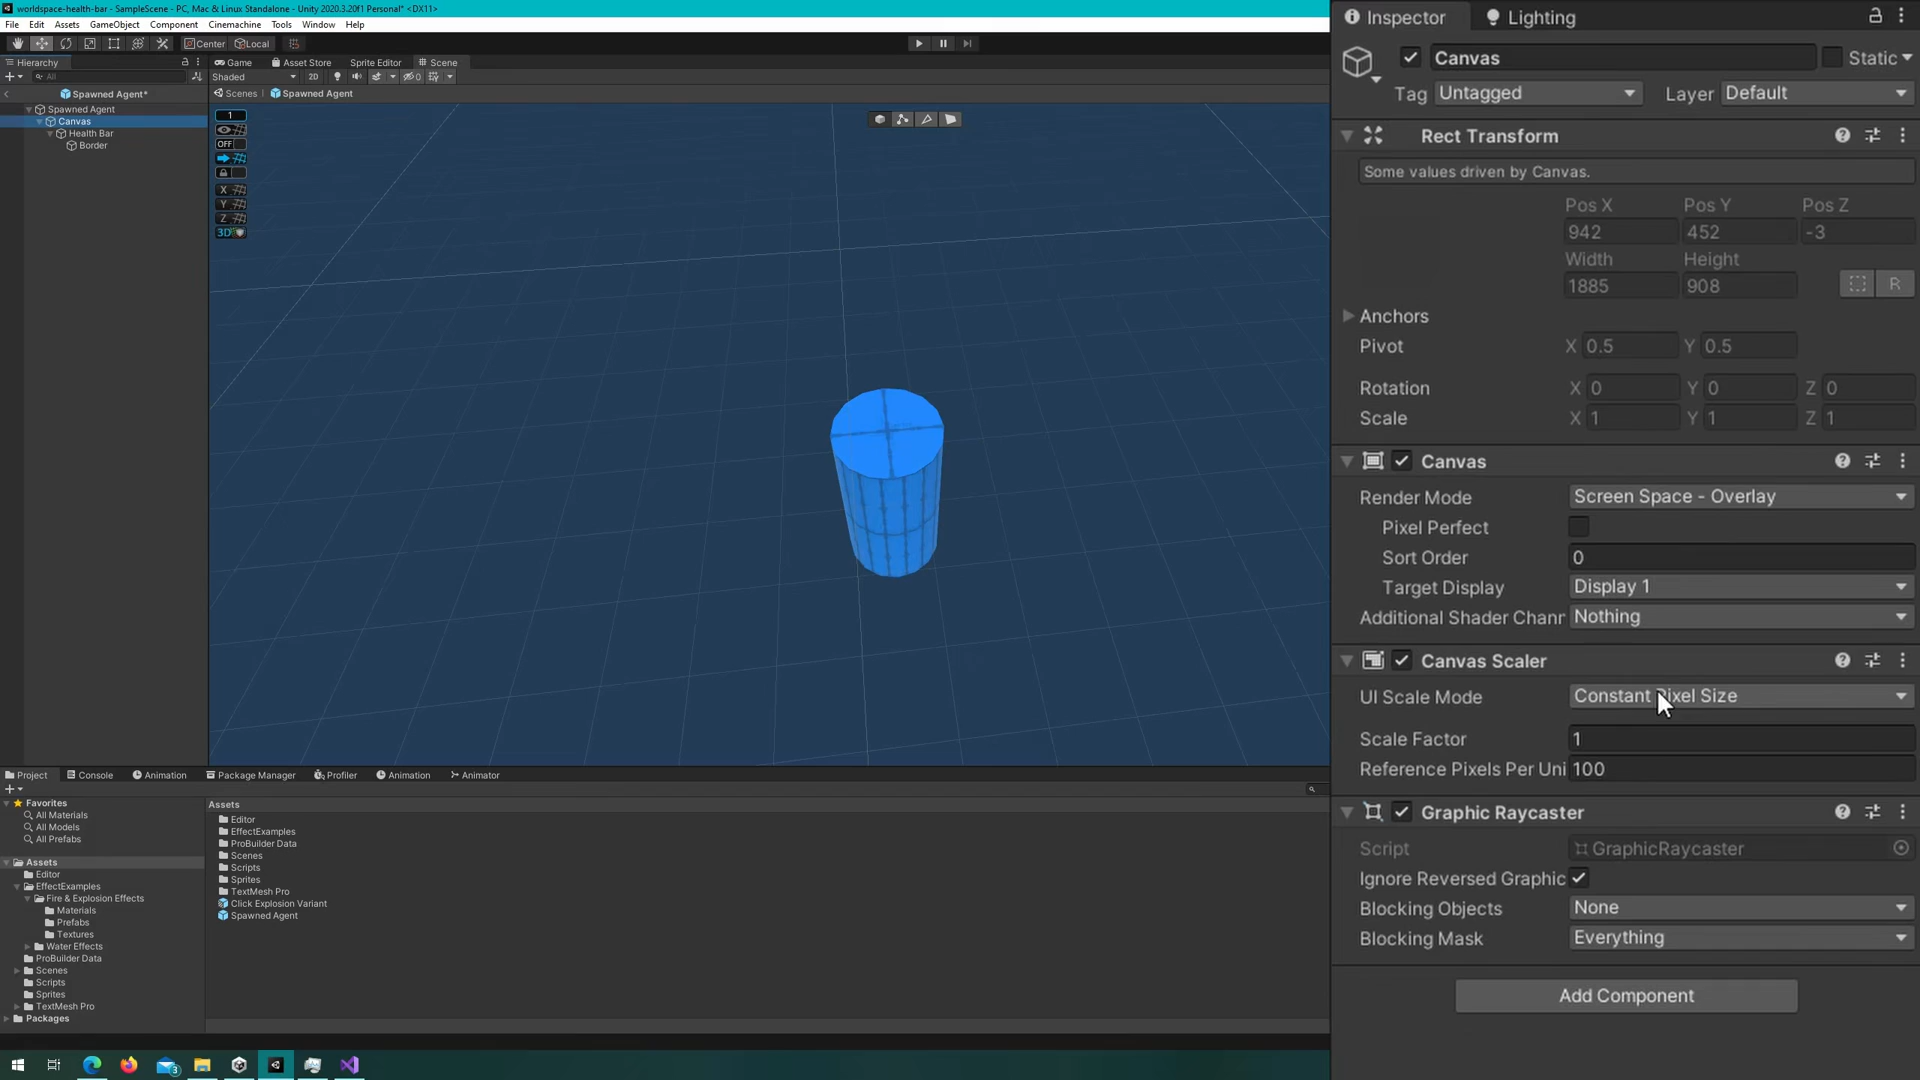 worldspace-health-bar - SampleScene - PC, Mac & Linux Standalone - Unity 2020.3.20f1 Personal* <DX11>
File Edit Assets GameObject Component Cinemachine Tools Window Help
Center Local
Hierarchy
All
Spawned Agent*
Spawned Agent
Canvas
Health Bar
Border
Game Asset Store Sprite Editor Scene
Shaded 2D 0
Scenes Spawned Agent
1
OFF
X
Y
Z
3D
Project Console Animation Package Manager Profiler Animation Animator
Favorites
All Materials
All Models
All Prefabs
Assets
Editor
EffectExamples
Fire & Explosion Effects
Materials
Prefabs
Textures
Water Effects
ProBuilder Data
Scenes
Scripts
Sprites
TextMesh Pro
Packages
Assets
Editor
EffectExamples
ProBuilder Data
Scenes
Scripts
Sprites
TextMesh Pro
Click Explosion Variant
Spawned Agent
Inspector Lighting
Canvas Static
Tag Untagged Layer Default
Rect Transform
Some values driven by Canvas.
Pos X Pos Y Pos Z
942 452 -3
Width Height
1885 908 R
Anchors
Pivot X 0.5 Y 0.5
Rotation X 0 Y 0 Z 0
Scale X 1 Y 1 Z 1
Canvas
Render Mode Screen Space - Overlay
Pixel Perfect
Sort Order 0
Target Display Display 1
Additional Shader Chann Nothing
Canvas Scaler
UI Scale Mode Constant Pixel Size
Scale Factor 1
Reference Pixels Per Uni 100
Graphic Raycaster
Script GraphicRaycaster
Ignore Reversed Graphic
Blocking Objects None
Blocking Mask Everything
Add Component
3